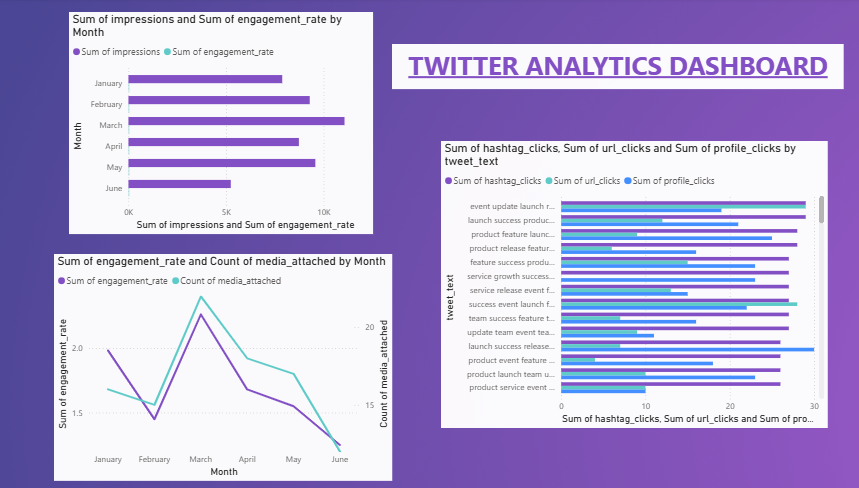 Sum of impressions and Sum of engagement_rate by
Month
Sum of impressions Sum of engagement_rate
Month
January
February
March
April
May
June
0K 5K 10K
Sum of impressions and Sum of engagement_rate
TWITTER ANALYTICS DASHBOARD
Sum of engagement_rate and Count of media_attached by Month
Sum of engagement_rate Count of media_attached
Sum of engagement_rate
2.0
1.5
20
15
Count of media_attached
January February March April May June
Month
Sum of hashtag_clicks, Sum of url_clicks and Sum of profile_clicks by
tweet_text
Sum of hashtag_clicks Sum of url_clicks Sum of profile_clicks
tweet_text
event update launch r...
launch success produc...
product feature launc...
product release featur...
feature success produ...
service growth success...
service release event f...
success event launch f...
team success feature t...
update team event tea...
launch success release...
product event feature ...
product launch team u...
product service event ...
0 10 20 30
Sum of hashtag_clicks, Sum of url_clicks and Sum of pro...